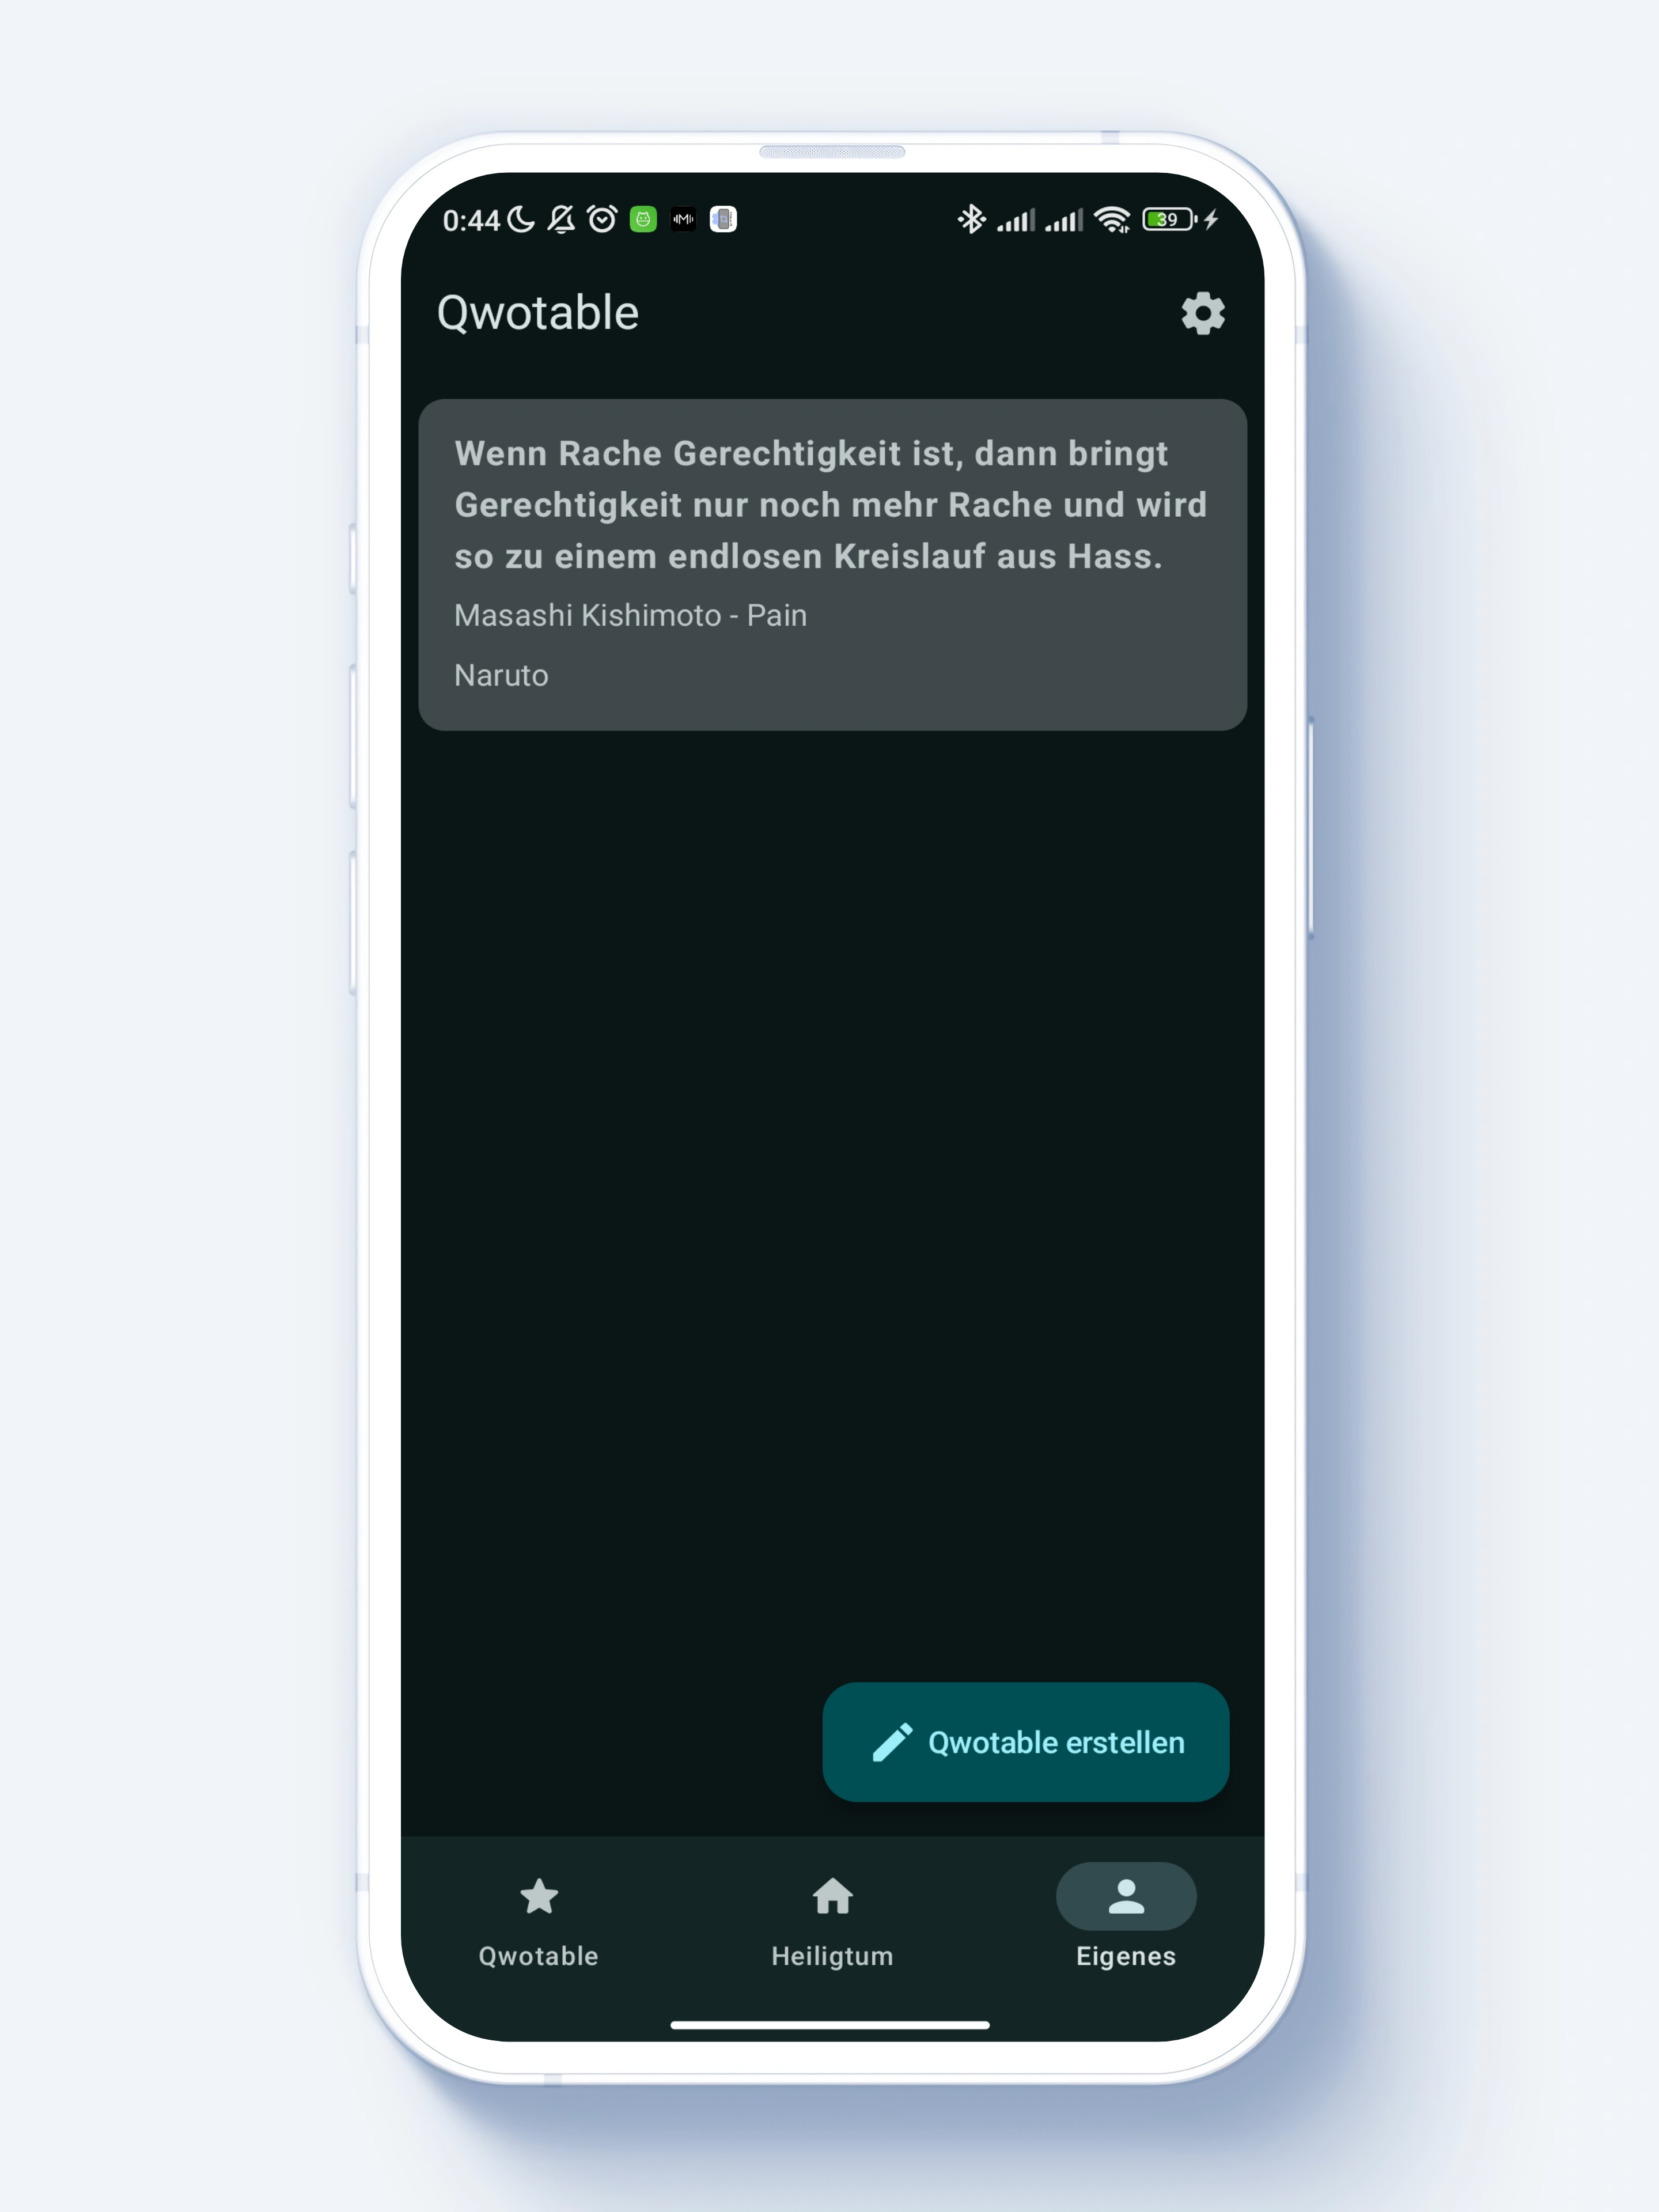 0:44
39
Qwotable
Wenn Rache Gerechtigkeit ist, dann bringt
Gerechtigkeit nur noch mehr Rache und wird
so zu einem endlosen Kreislauf aus Hass.
Masashi Kishimoto - Pain
Naruto
Qwotable erstellen
Qwotable
Heiligtum
Eigenes